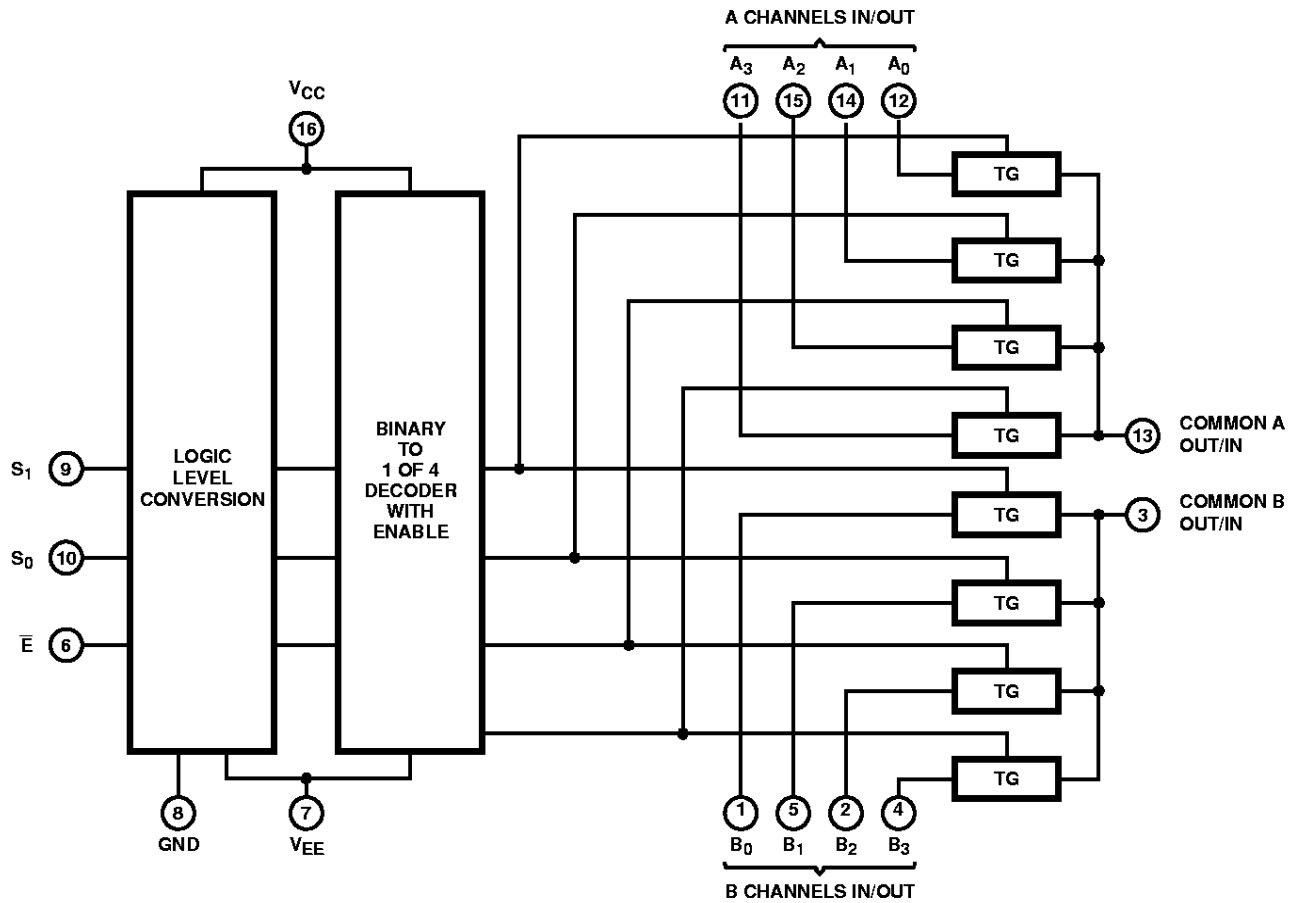 A CHANNELS IN/OUT
A3 A2 A1 A0
11 15 14 12
VCC
16
TG
TG
TG
TG
13 COMMON A
OUT/IN
BINARY
TO
1 OF 4
DECODER
WITH
ENABLE
LOGIC
LEVEL
CONVERSION
S1 9
S0 10
E̅ 6
TG
3 COMMON B
OUT/IN
TG
TG
TG
8
GND
7
VEE
1 5 2 4
B0 B1 B2 B3
B CHANNELS IN/OUT